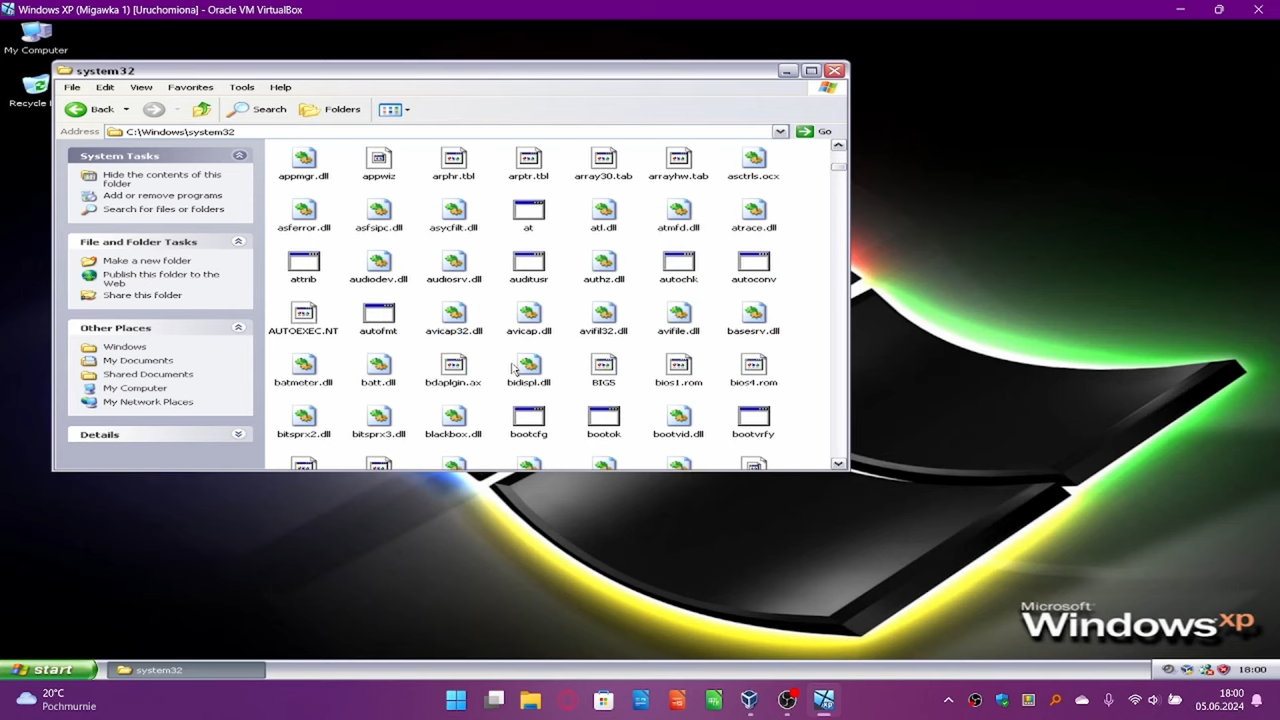 Windows XP (Migawka 1) [Uruchomiona] - Oracle VM VirtualBox
My Computer
Recycle
system32
File Edit View Favorites Tools Help
Back Search Folders
Address C:\Windows\system32 Go
System Tasks
Hide the contents of this
folder
Add or remove programs
Search for files or folders
File and Folder Tasks
Make a new folder
Publish this folder to the
Web
Share this folder
Other Places
Windows
My Documents
Shared Documents
My Computer
My Network Places
Details
appmgr.dll appwiz arphr.tbl arptr.tbl array30.tab arrayhw.tab asctrls.ocx
asferror.dll asfsipc.dll asycfilt.dll at atl.dll atmfd.dll atrace.dll
attrib audiodev.dll audiosrv.dll auditusr authz.dll autochk autoconv
AUTOEXEC.NT autofmt avicap32.dll avicap.dll avifil32.dll avifile.dll basesrv.dll
batmeter.dll batt.dll bdaplgin.ax bidispl.dll BIG5 bios1.rom bios4.rom
bitsprx2.dll bitsprx3.dll blackbox.dll bootcfg bootok bootvid.dll bootvrfy
Microsoft
Windows xp
start system32 18:00
20°C
Pochmurnie
18:00
05.06.2024